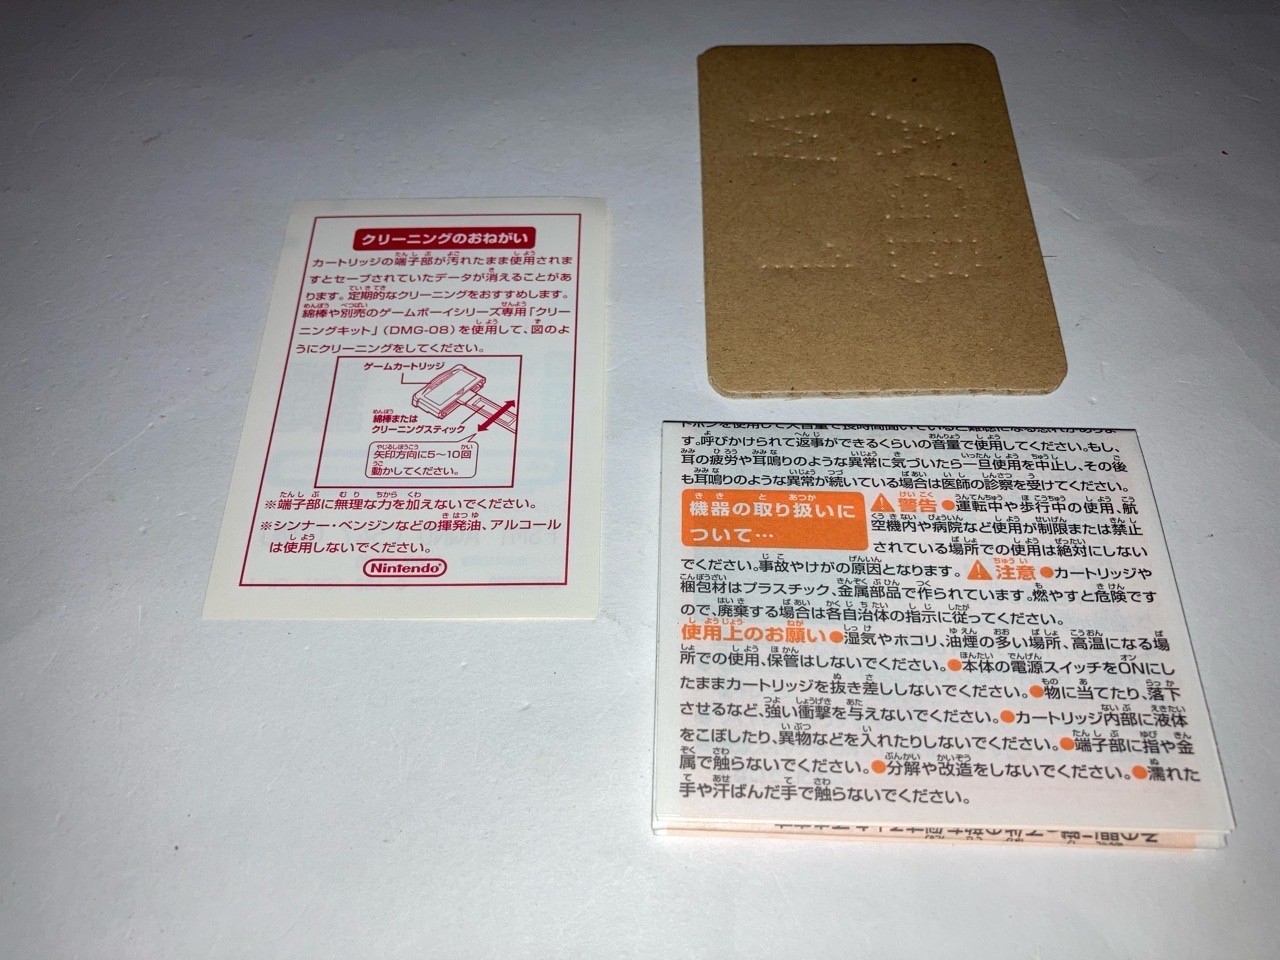 クリーニングのおねがい
カートリッジの端子部が汚れたまま使用されま
すとセーブされていたデータが消えることがあ
ります。定期的なクリーニングをおすすめします。
綿棒や別売のゲームボーイシリーズ専用「クリー
ニングキット」(DMG-08)を使用して、図のよ
うにクリーニングをしてください。
ゲームカートリッジ
綿棒または
クリーニングスティック
矢印方向に5〜10回
動かしてください。
※端子部に無理な力を加えないでください。
※シンナー・ベンジンなどの揮発油、アルコール
は使用しないでください。
Nintendo
す。呼びかけられて返事ができるくらいの音量で使用してください。もし、
耳の疲労や耳鳴りのような異常に気づいたら一旦使用を中止し、その後
も耳鳴りのような異常が続いている場合は医師の診察を受けてください。
機器の取り扱いに
ついて…
警告 ●運転中や歩行中の使用、航
空機内や病院など使用が制限または禁止
されている場所での使用は絶対にしない
でください。事故やけがの原因となります。 注意 ●カートリッジや
梱包材はプラスチック、金属部品で作られています。燃やすと危険です
ので、廃棄する場合は各自治体の指示に従ってください。
使用上のお願い ●湿気やホコリ、油煙の多い場所、高温になる場
所での使用、保管はしないでください。●本体の電源スイッチをONにし
たままカートリッジを抜き差ししないでください。●物に当てたり、落下
させるなど、強い衝撃を与えないでください。●カートリッジ内部に液体
をこぼしたり、異物などを入れたりしないでください。●端子部に指や金
属で触らないでください。●分解や改造をしないでください。●濡れた
手や汗ばんだ手で触らないでください。